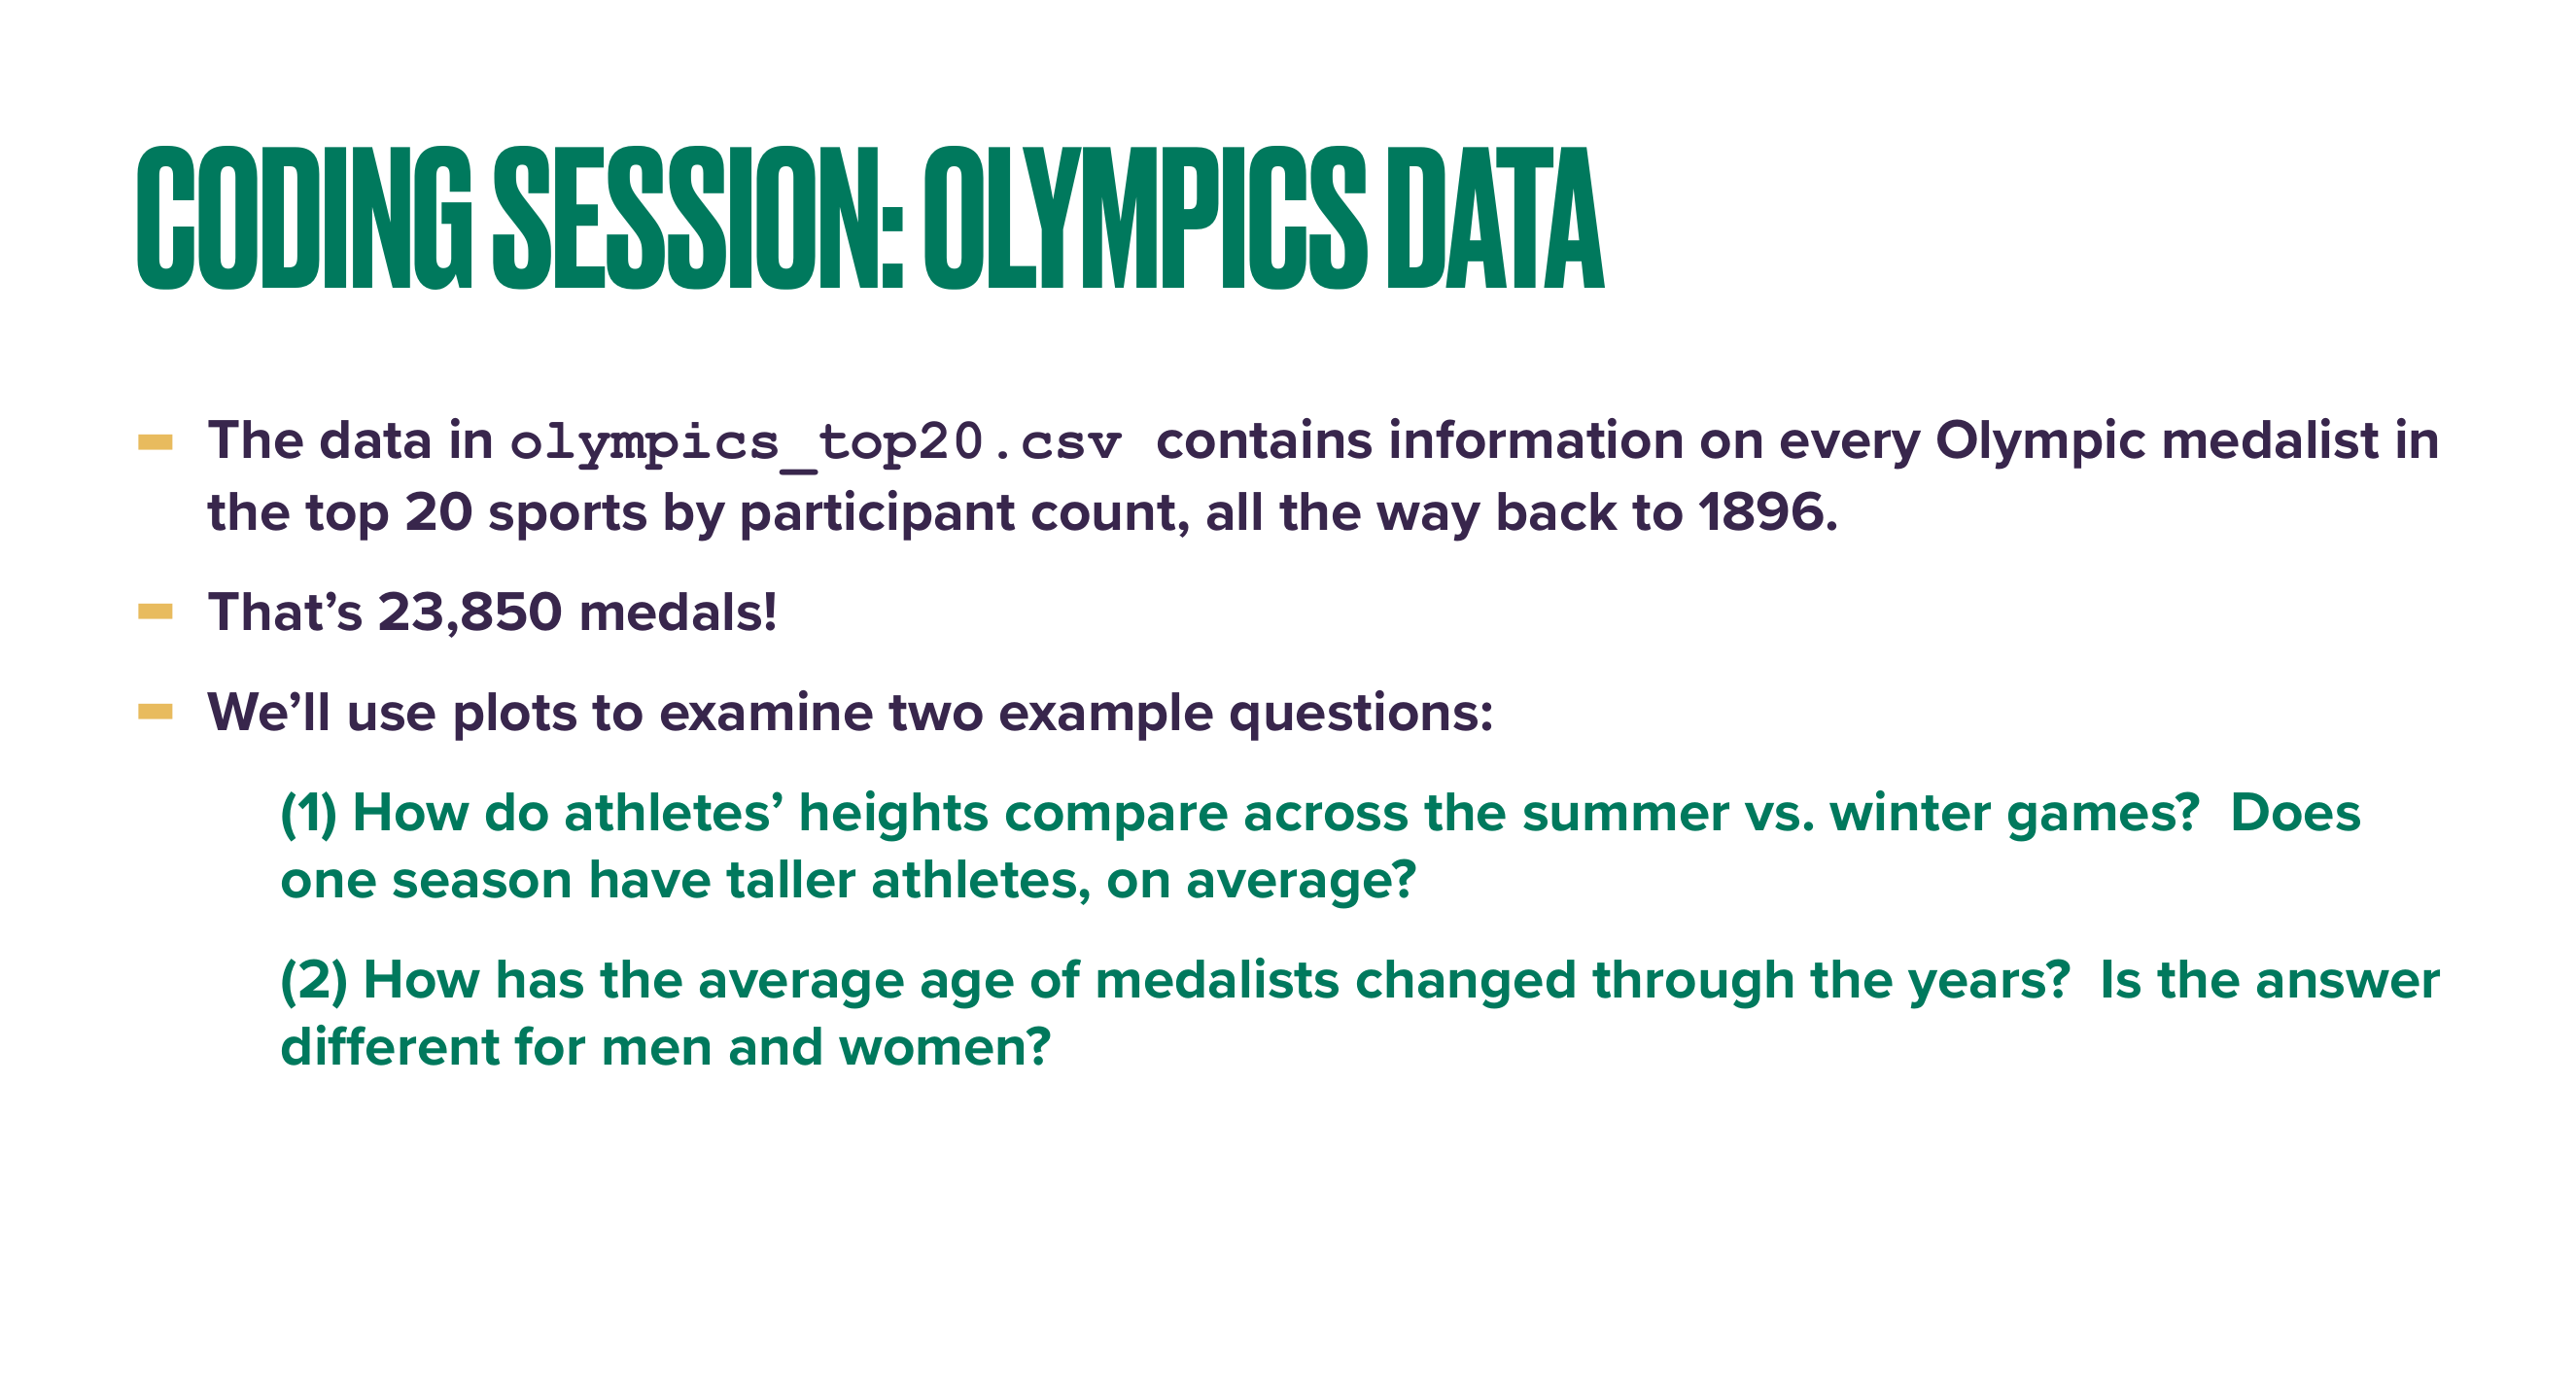 CODING SESSION: OLYMPICS DATA
The data in olympics_top20.csv contains information on every Olympic medalist in
the top 20 sports by participant count, all the way back to 1896.
That’s 23,850 medals!
We’ll use plots to examine two example questions:
(1) How do athletes’ heights compare across the summer vs. winter games?  Does
one season have taller athletes, on average?
(2) How has the average age of medalists changed through the years?  Is the answer
different for men and women?